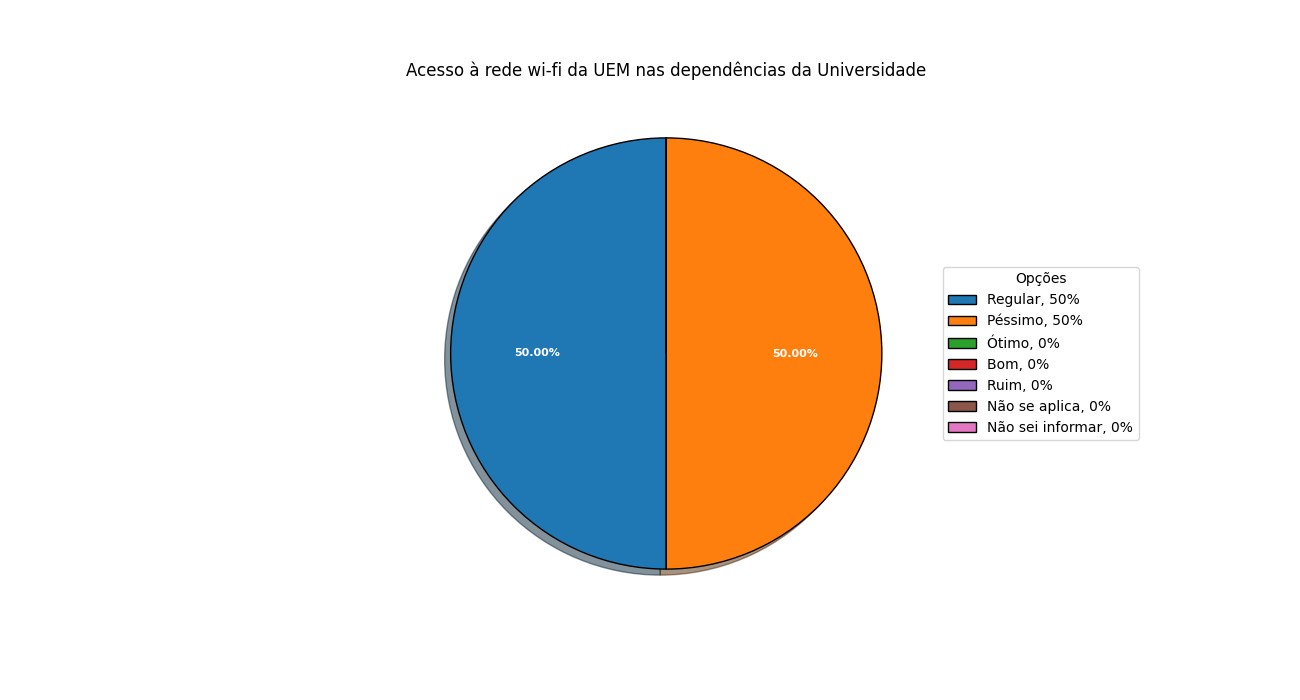 Acesso à rede wi-fi da UEM nas dependências da Universidade
50.00%
50.00%
Opções
Regular, 50%
Péssimo, 50%
Ótimo, 0%
Bom, 0%
Ruim, 0%
Não se aplica, 0%
Não sei informar, 0%